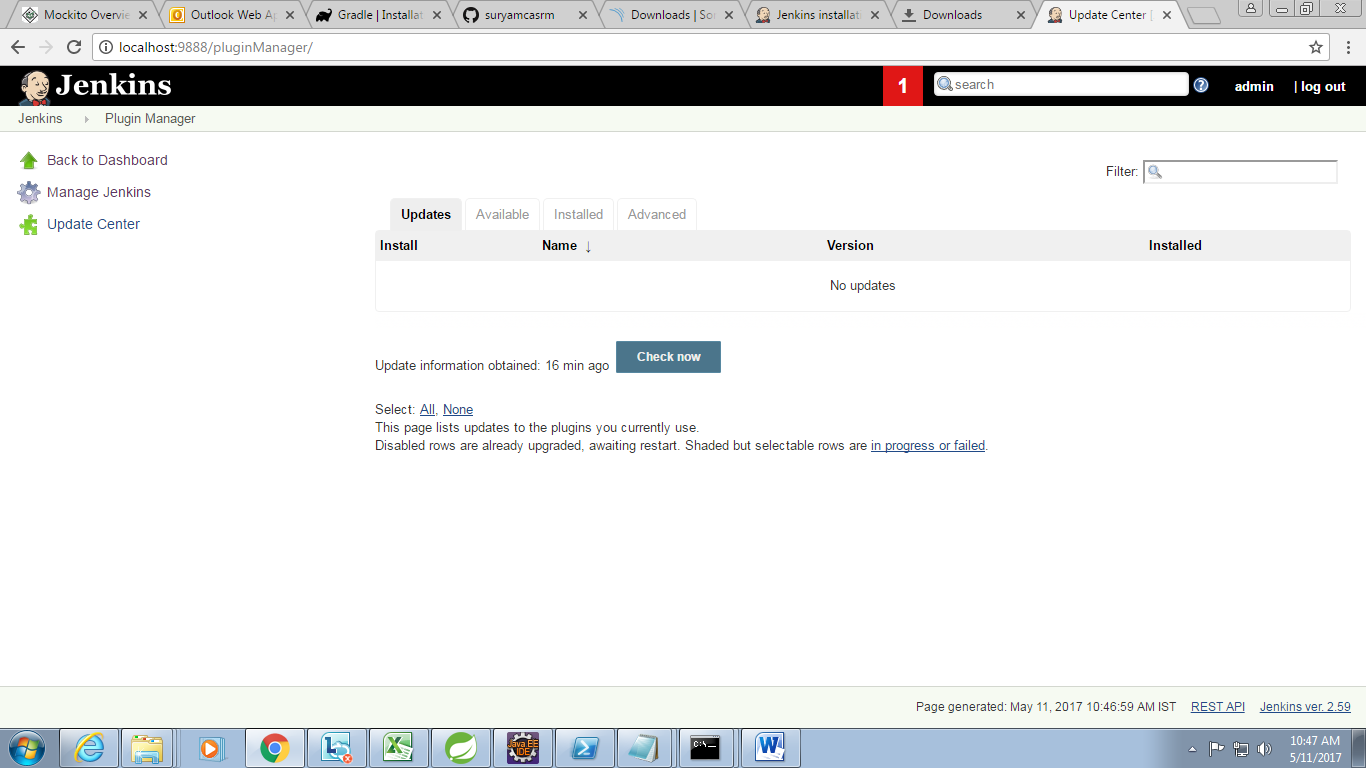 Mockito Overvie
Outlook Web Ap
Gradle | Installat
suryamcasrm
Downloads | So
Jenkins installati
Downloads
Update Center [
localhost:9888/pluginManager/
Jenkins
1
search
?
admin
| log out
Jenkins
Plugin Manager
Back to Dashboard
Manage Jenkins
Update Center
Filter:
Updates
Available
Installed
Advanced
Install
Name ↓
Version
Installed
No updates
Update information obtained: 16 min ago
Check now
Select: All, None
This page lists updates to the plugins you currently use.
Disabled rows are already upgraded, awaiting restart. Shaded but selectable rows are in progress or failed.
Page generated: May 11, 2017 10:46:59 AM IST
REST API
Jenkins ver. 2.59
Java EE
IDE
C:\_
10:47 AM
5/11/2017